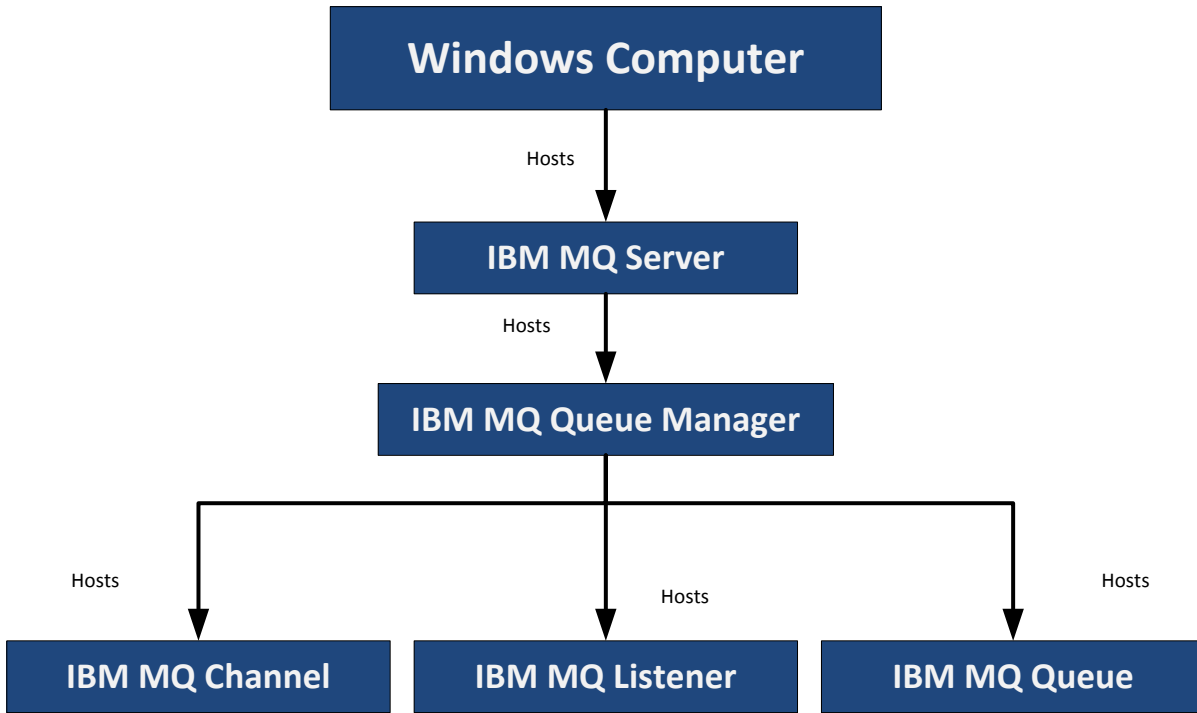 Windows Computer
Hosts
IBM MQ Server
Hosts
IBM MQ Queue Manager
Hosts
Hosts
Hosts
IBM MQ Channel
IBM MQ Listener
IBM MQ Queue